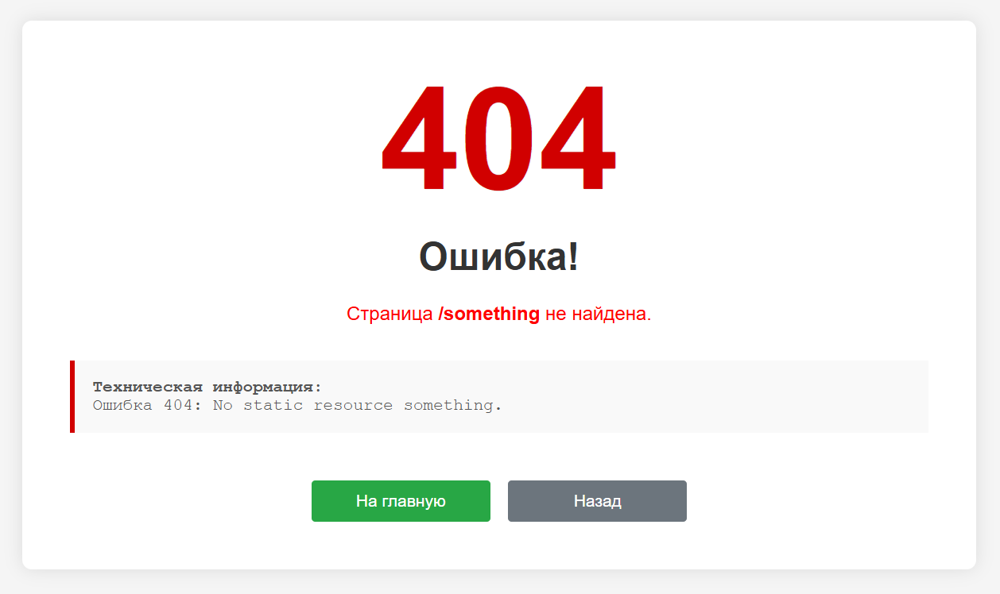 404
Ошибка!
Страница /something не найдена.
Техническая информация:
Ошибка 404: No static resource something.
На главную
Назад